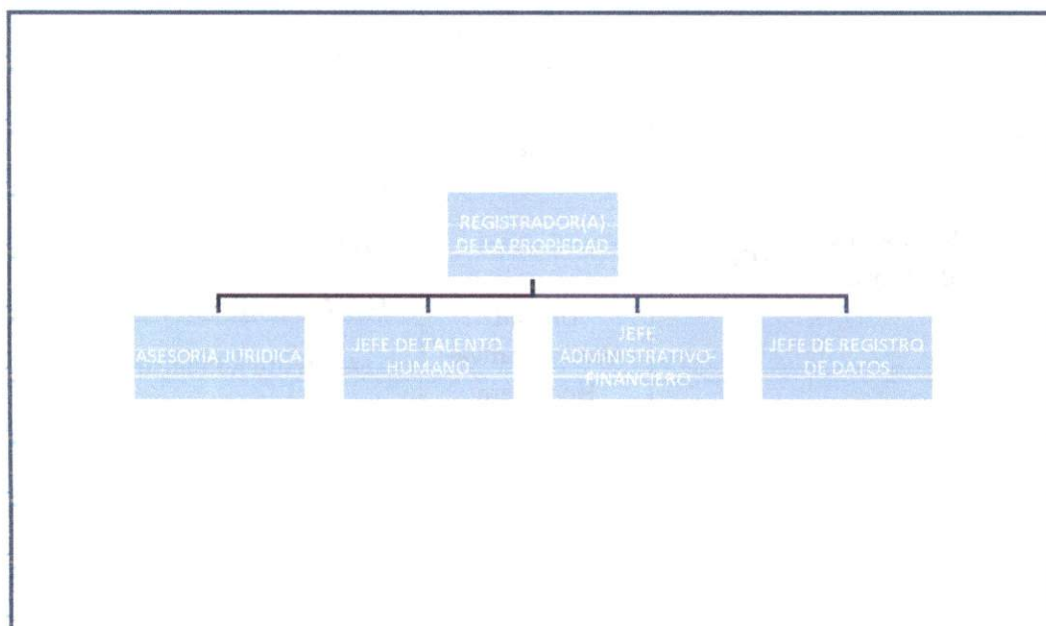 REGISTRADOR(A)
DE LA PROPIEDAD
ASESORIA JURIDICA
JEFE DE TALENTO
HUMANO
JEFE
ADMINISTRATIVO-
FINANCIERO
JEFE DE REGISTRO
DE DATOS